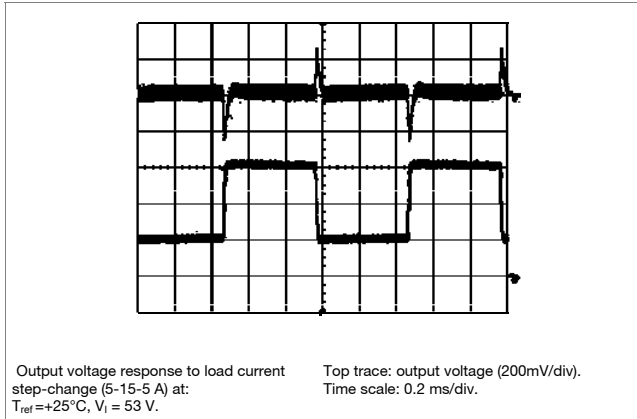 Output voltage response to load current
step-change (5-15-5 A) at:
Tref =+25°C, VI = 53 V.
Top trace: output voltage (200mV/div).
Time scale: 0.2 ms/div.